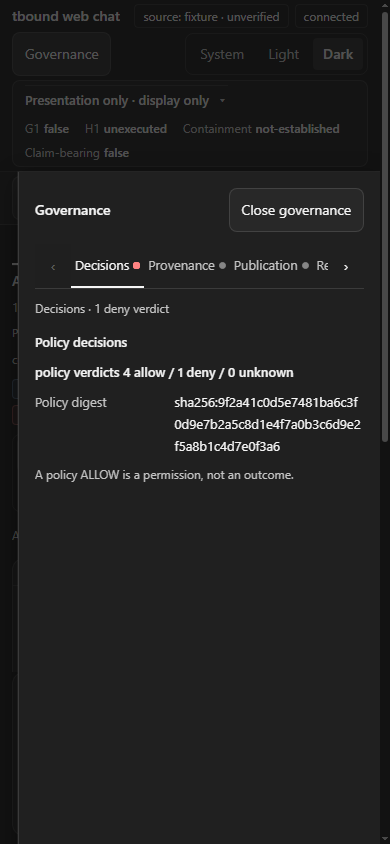 tbound web chat
source: fixture · unverified
connected
Governance
System
Light
Dark
Presentation only · display only
G1 false H1 unexecuted Containment not-established
Claim-bearing false
Governance
Close governance
‹ Decisions Provenance Publication Re ›
Decisions · 1 deny verdict
Policy decisions
policy verdicts 4 allow / 1 deny / 0 unknown
Policy digest
sha256:9f2a41c0d5e7481ba6c3f
0d9e7b2a5c8d1e4f7a0b3c6d9e2
f5a8b1c4d7e0f3a6
A policy ALLOW is a permission, not an outcome.